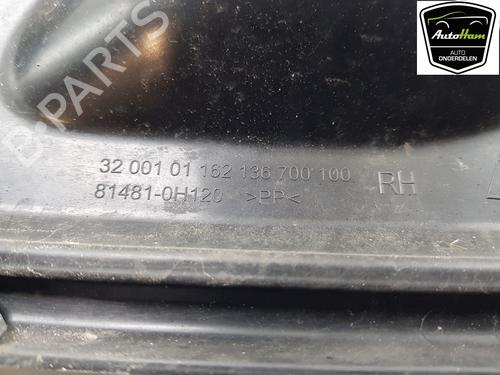 AutoHam
AUTO
ONDERDELEN
B-PARTS
32 001 01 162 136 700 100
RH
81481-0H120 >PP<